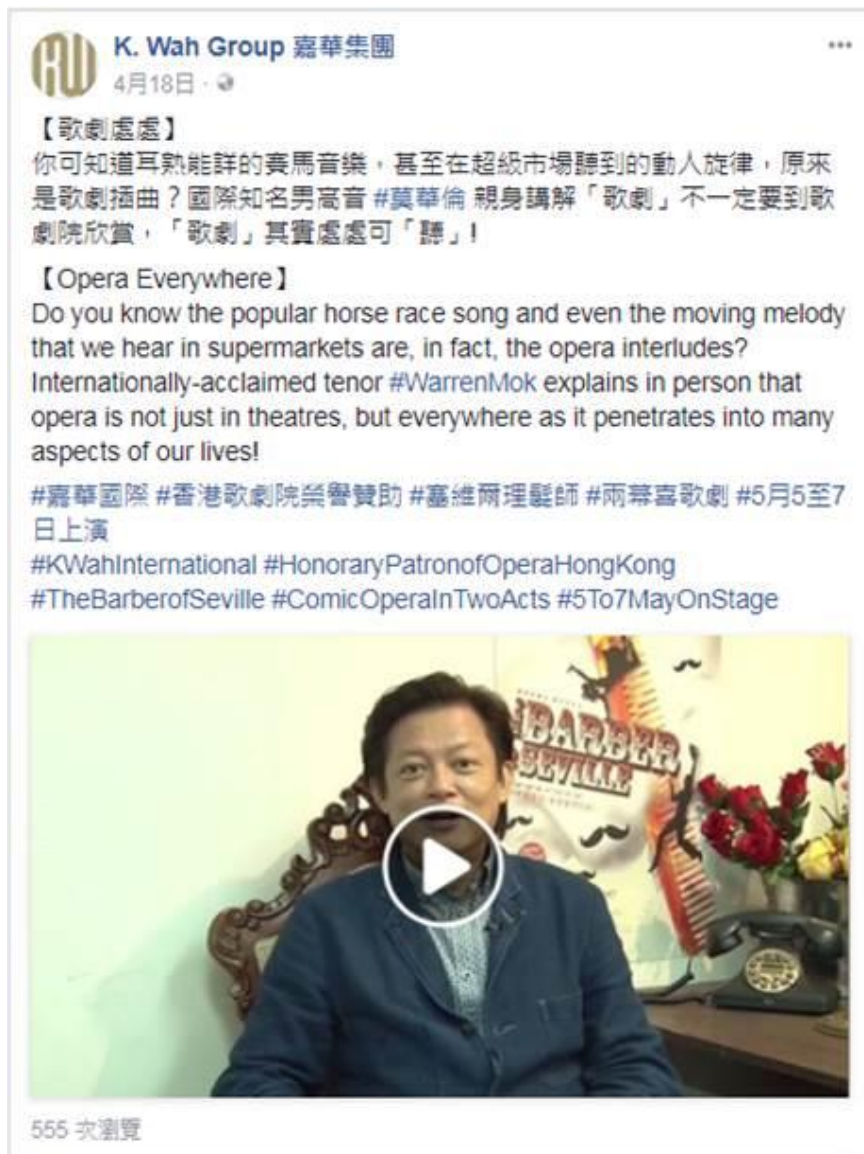 K. Wah Group 嘉華集團
4月18日
【歌劇處處】
你可知道耳熟能詳的賽馬音樂,甚至在超級市場聽到的動人旋律,原來
是歌劇插曲?國際知名男高音 #莫華倫 親身講解「歌劇」不一定要到歌
劇院欣賞,「歌劇」其實處處可「聽」!
【Opera Everywhere】
Do you know the popular horse race song and even the moving melody
that we hear in supermarkets are, in fact, the opera interludes?
Internationally-acclaimed tenor #WarrenMok explains in person that
opera is not just in theatres, but everywhere as it penetrates into many
aspects of our lives!
#嘉華國際 #香港歌劇院榮譽贊助 #塞維爾理髮師 #兩幕喜歌劇 #5月5至7
日上演
#KWahInternational #HonoraryPatronofOperaHongKong
#TheBarberofSeville #ComicOperaInTwoActs #5To7MayOnStage
BARBER
SEVILLE
555 次瀏覽